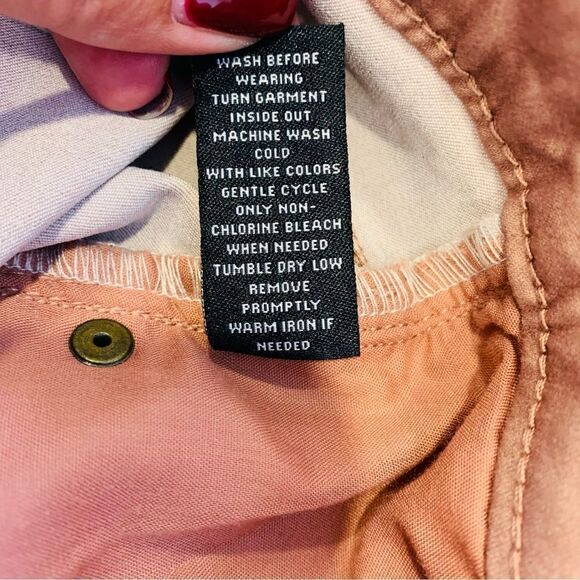 WASH BEFORE
WEARING
TURN GARMENT
INSIDE OUT
MACHINE WASH
COLD
WITH LIKE COLORS
GENTLE CYCLE
ONLY NON-
CHLORINE BLEACH
WHEN NEEDED
TUMBLE DRY LOW
REMOVE
PROMPTLY
WARM IRON IF
NEEDED